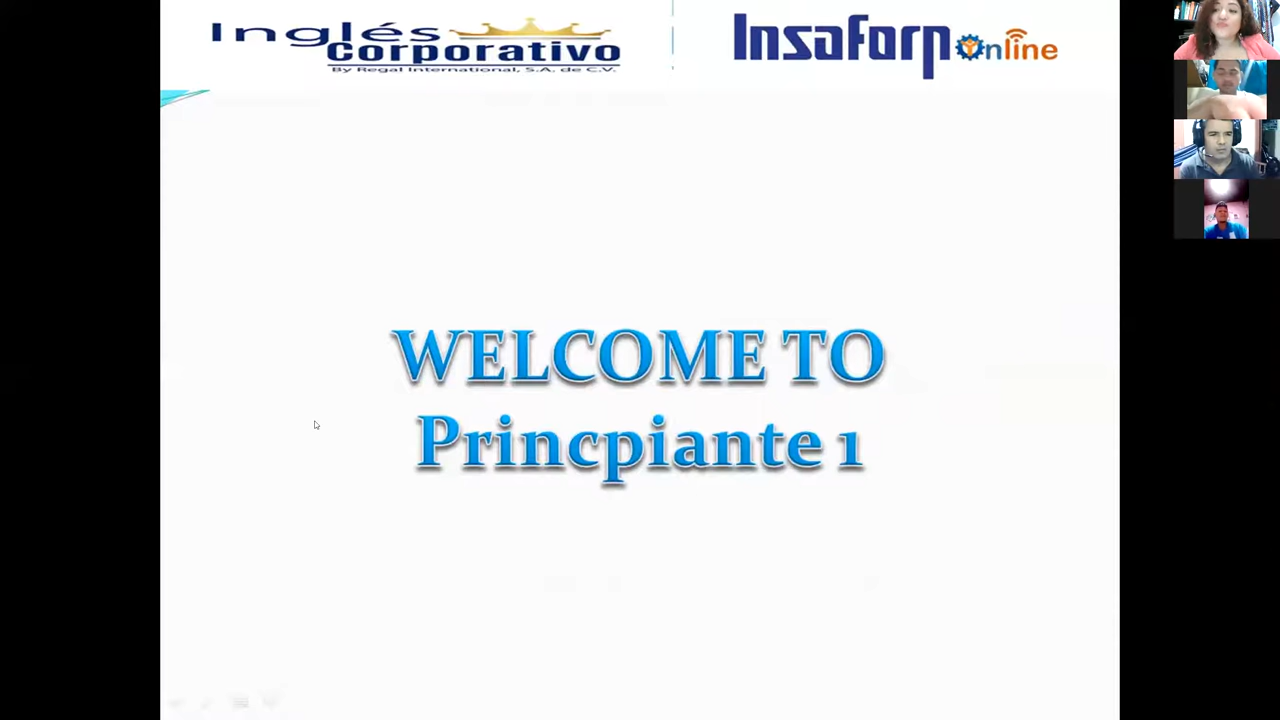 Inglés
Corporativo
By Regal International, S.A. de C.V.
Insaforp Online
WELCOME TO
Princpiante 1